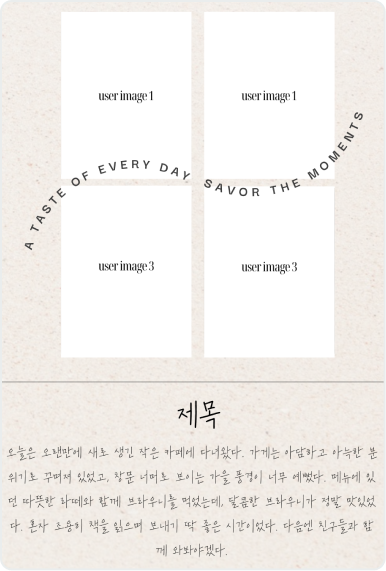 user image 1
user image 1
A TASTE OF EVERY DAY SAVOR THE MOMENTS
user image 3
user image 3
제목
오늘은 오랜만에 새로 생긴 작은 카페에 다녀왔다. 가게는 아담하고 아늑한 분
위기로 꾸며져 있었고, 창문 너머로 보이는 가을 풍경이 너무 예뻤다. 메뉴에 있
던 따뜻한 라떼와 함께 브라우니를 먹었는데, 달콤한 브라우니가 정말 맛있었
다. 혼자 조용히 책을 읽으며 보내기 딱 좋은 시간이었다. 다음엔 친구들과 함
께 와봐야겠다.